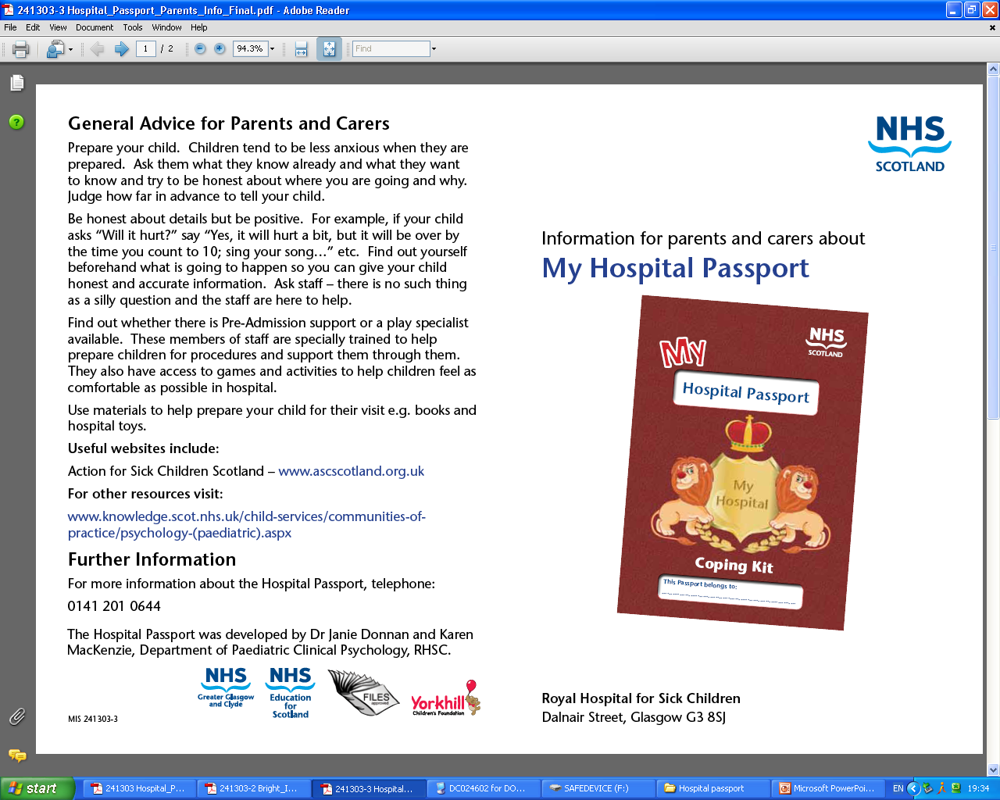 241303-3 Hospital_Passport_Parents_Info_Final.pdf - Adobe Reader
File Edit View Document Tools Window Help
1 / 2 94.3% Find
General Advice for Parents and Carers
Prepare your child. Children tend to be less anxious when they are
prepared. Ask them what they know already and what they want
to know and try to be honest about where you are going and why.
Judge how far in advance to tell your child.
Be honest about details but be positive. For example, if your child
asks “Will it hurt?” say “Yes, it will hurt a bit, but it will be over by
the time you count to 10; sing your song…” etc. Find out yourself
beforehand what is going to happen so you can give your child
honest and accurate information. Ask staff – there is no such thing
as a silly question and the staff are here to help.
Find out whether there is Pre-Admission support or a play specialist
available. These members of staff are specially trained to help
prepare children for procedures and support them through them.
They also have access to games and activities to help children feel as
comfortable as possible in hospital.
Use materials to help prepare your child for their visit e.g. books and
hospital toys.
Useful websites include:
Action for Sick Children Scotland – www.ascscotland.org.uk
For other resources visit:
www.knowledge.scot.nhs.uk/child-services/communities-of-
practice/psychology-(paediatric).aspx
Further Information
For more information about the Hospital Passport, telephone:
0141 201 0644
The Hospital Passport was developed by Dr Janie Donnan and Karen
MacKenzie, Department of Paediatric Clinical Psychology, RHSC.
NHS
Greater Glasgow
and Clyde
NHS
Education
for
Scotland
FILES
approved
Yorkhill
Children's Foundation
MIS 241303-3
NHS
SCOTLAND
Information for parents and carers about
My Hospital Passport
NHS
SCOTLAND
My
Hospital Passport
My
Hospital
Coping Kit
This Passport belongs to:
Royal Hospital for Sick Children
Dalnair Street, Glasgow G3 8SJ
start 241303 Hospital_P... 241303-2 Bright_I... 241303-3 Hospital... DC024602 for DO... SAFEDEVICE (F:) Hospital passport Microsoft PowerPoi... EN 19:34